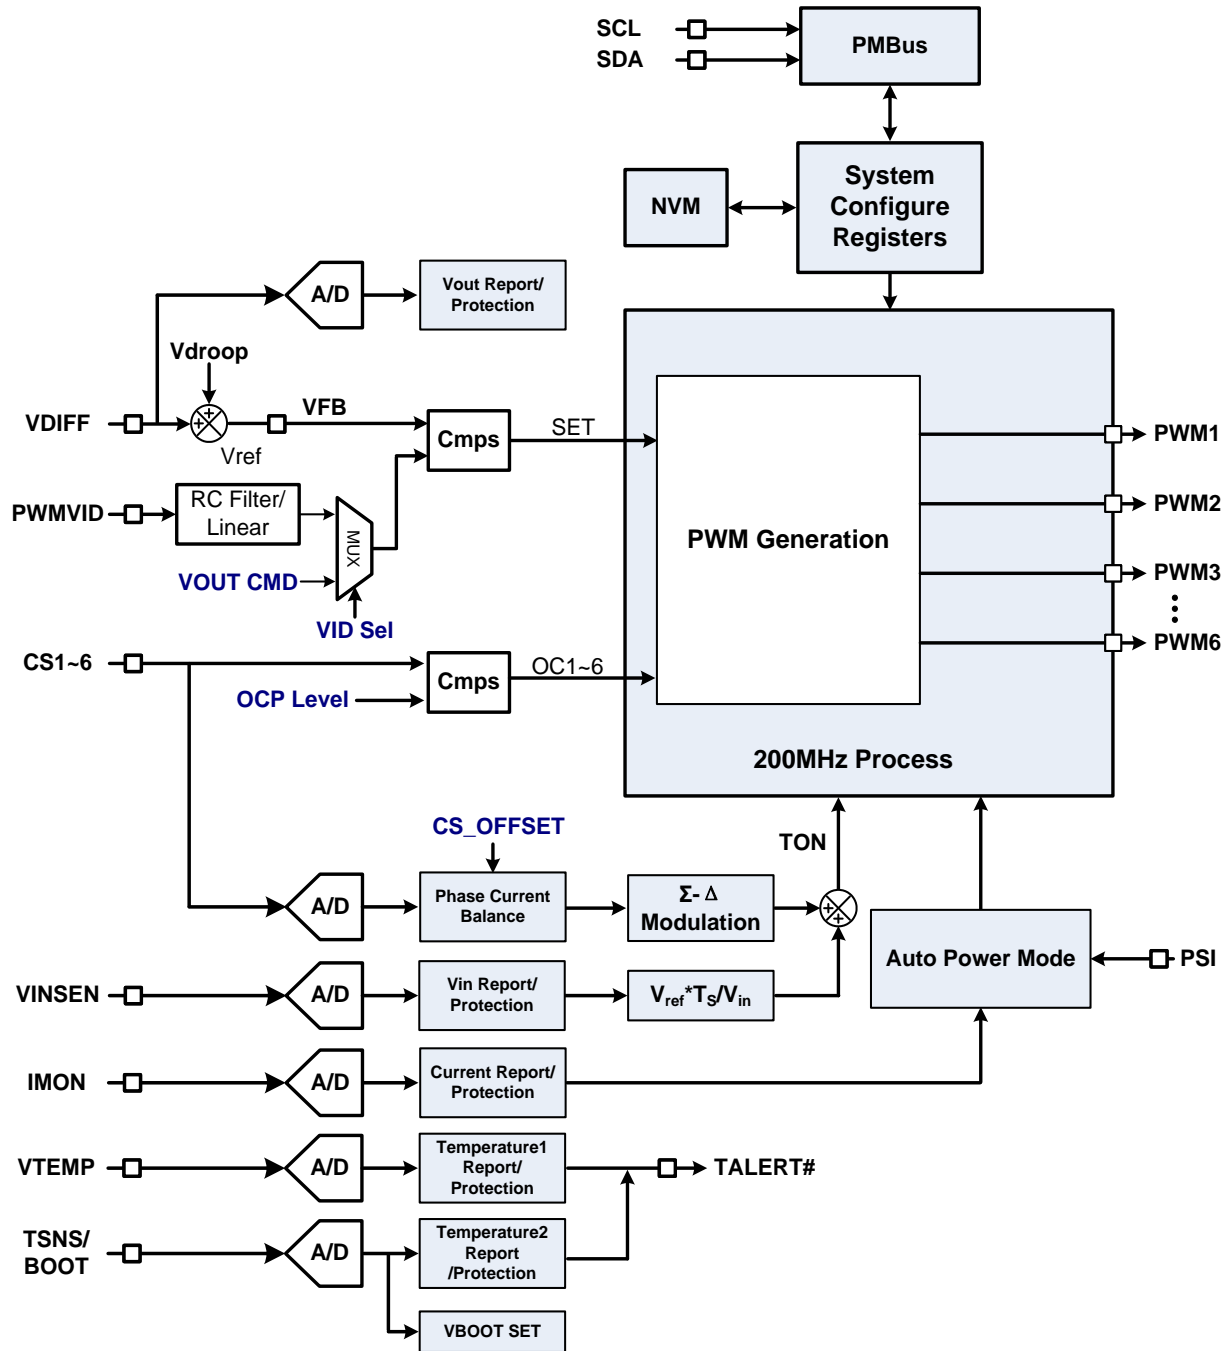 SCL
SDA
PMBus
System
Configure
Registers
NVM
A/D
Vout Report/
Protection
Vdroop
VDIFF
+
+
VFB
Vref
Cmps
SET
PWMVID
RC Filter/
Linear
MUX
VOUT CMD
VID Sel
PWM Generation
PWM1
PWM2
PWM3
PWM6
CS1~6
OCP Level
Cmps
OC1~6
200MHz Process
CS_OFFSET
TON
A/D
Phase Current
Balance
Σ- Δ
Modulation
+
+
Auto Power Mode
PSI
VINSEN
A/D
Vin Report/
Protection
Vref*TS/Vin
IMON
A/D
Current Report/
Protection
VTEMP
A/D
Temperature1
Report/
Protection
TALERT#
TSNS/
BOOT
A/D
Temperature2
Report
/Protection
VBOOT SET